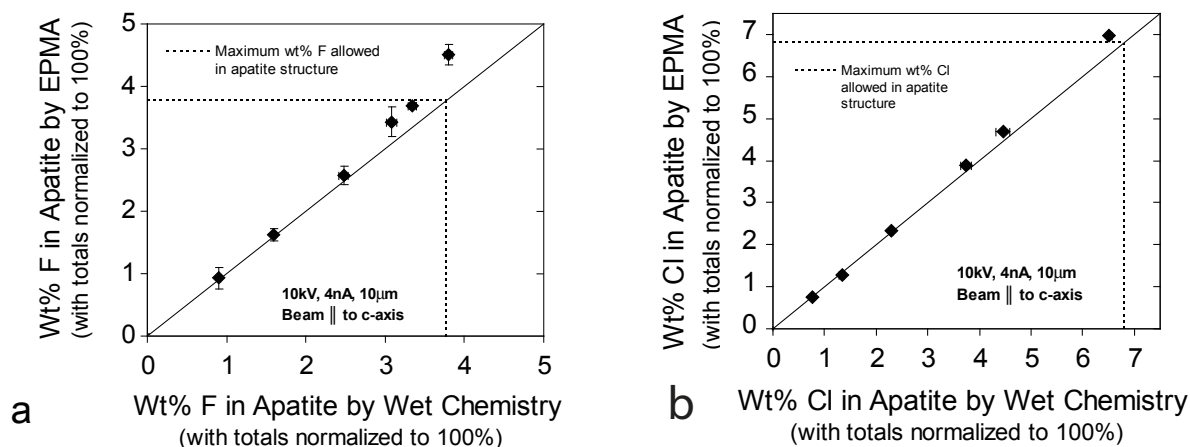 Wt% F in Apatite by EPMA
(with totals normalized to 100%)
5
4
3
2
1
0
Maximum wt% F allowed
in apatite structure
10kV, 4nA, 10μm
Beam || to c-axis
0 1 2 3 4 5
a
Wt% F in Apatite by Wet Chemistry
(with totals normalized to 100%)
Wt% Cl in Apatite by EPMA
(with totals normalized to 100%)
7
6
5
4
3
2
1
0
Maximum wt% Cl
allowed in apatite
structure
10kV, 4nA, 10μm
Beam || to c-axis
0 1 2 3 4 5 6 7
b
Wt% Cl in Apatite by Wet Chemistry
(with totals normalized to 100%)